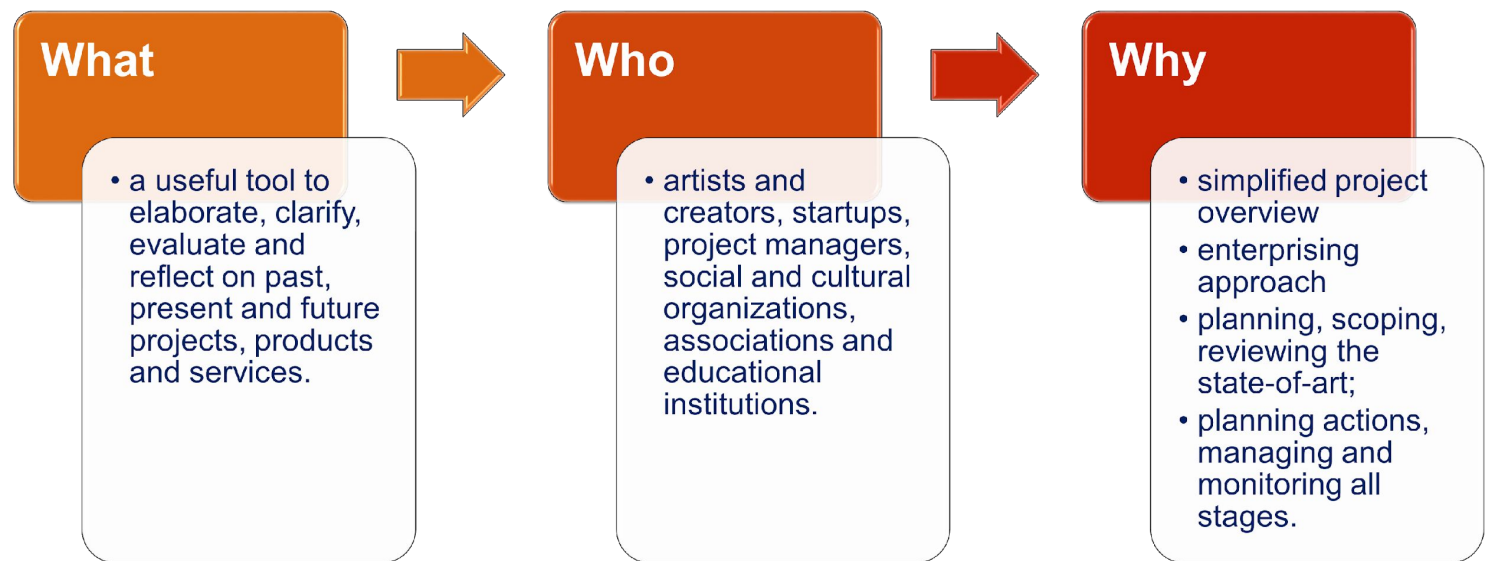 What
• a useful tool to
elaborate, clarify,
evaluate and
reflect on past,
present and future
projects, products
and services.
Who
• artists and
creators, startups,
project managers,
social and cultural
organizations,
associations and
educational
institutions.
Why
• simplified project
overview
• enterprising
approach
• planning, scoping,
reviewing the
state-of-art;
• planning actions,
managing and
monitoring all
stages.